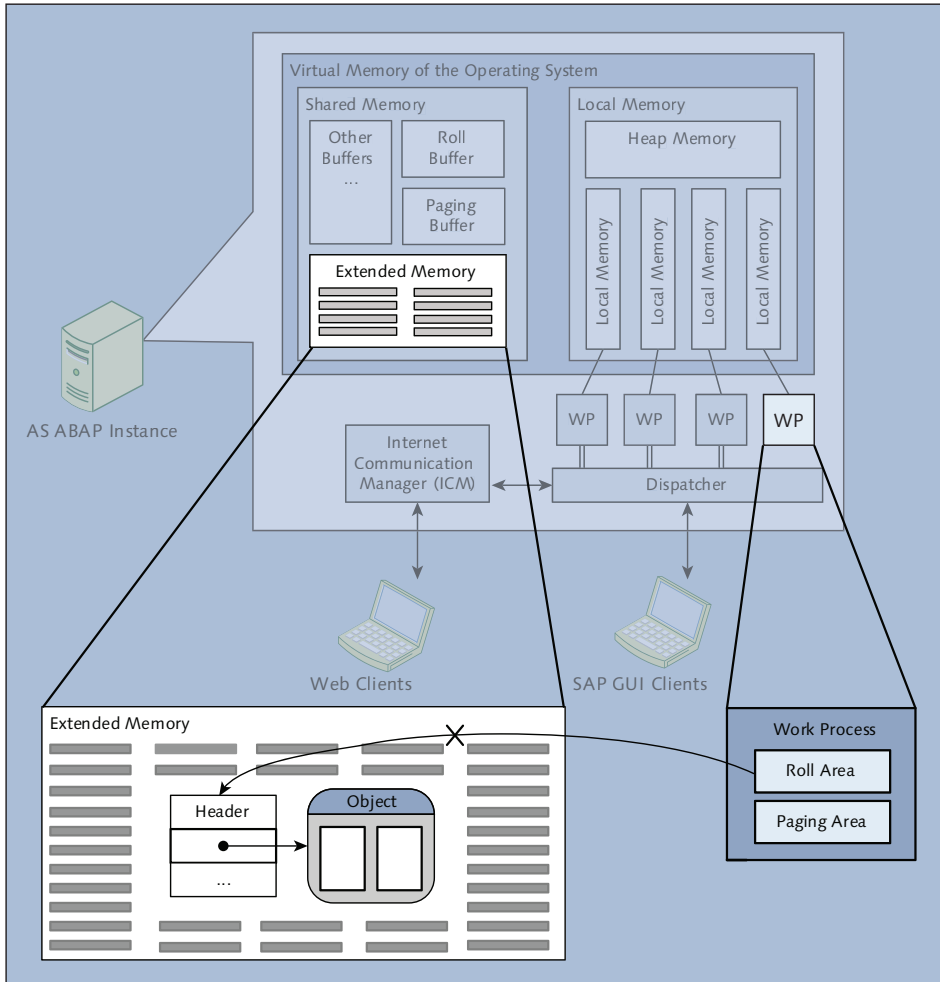 Virtual Memory of the Operating System
Shared Memory
Other
Buffers
...
Roll
Buffer
Paging
Buffer
Extended Memory
Local Memory
Heap Memory
Local Memory
Local Memory
Local Memory
Local Memory
AS ABAP Instance
WP
WP
WP
WP
Internet
Communication
Manager (ICM)
Dispatcher
Web Clients
SAP GUI Clients
Extended Memory
Header
...
Object
Work Process
Roll Area
Paging Area